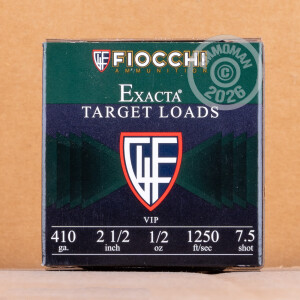 FIOCCHI
AMMUNITION
EXACTA®
TARGET LOADS
VIP
410 2 1/2 1/2 1250 7.5
ga. inch oz ft/sec shot
AMMOMAN
©
2026